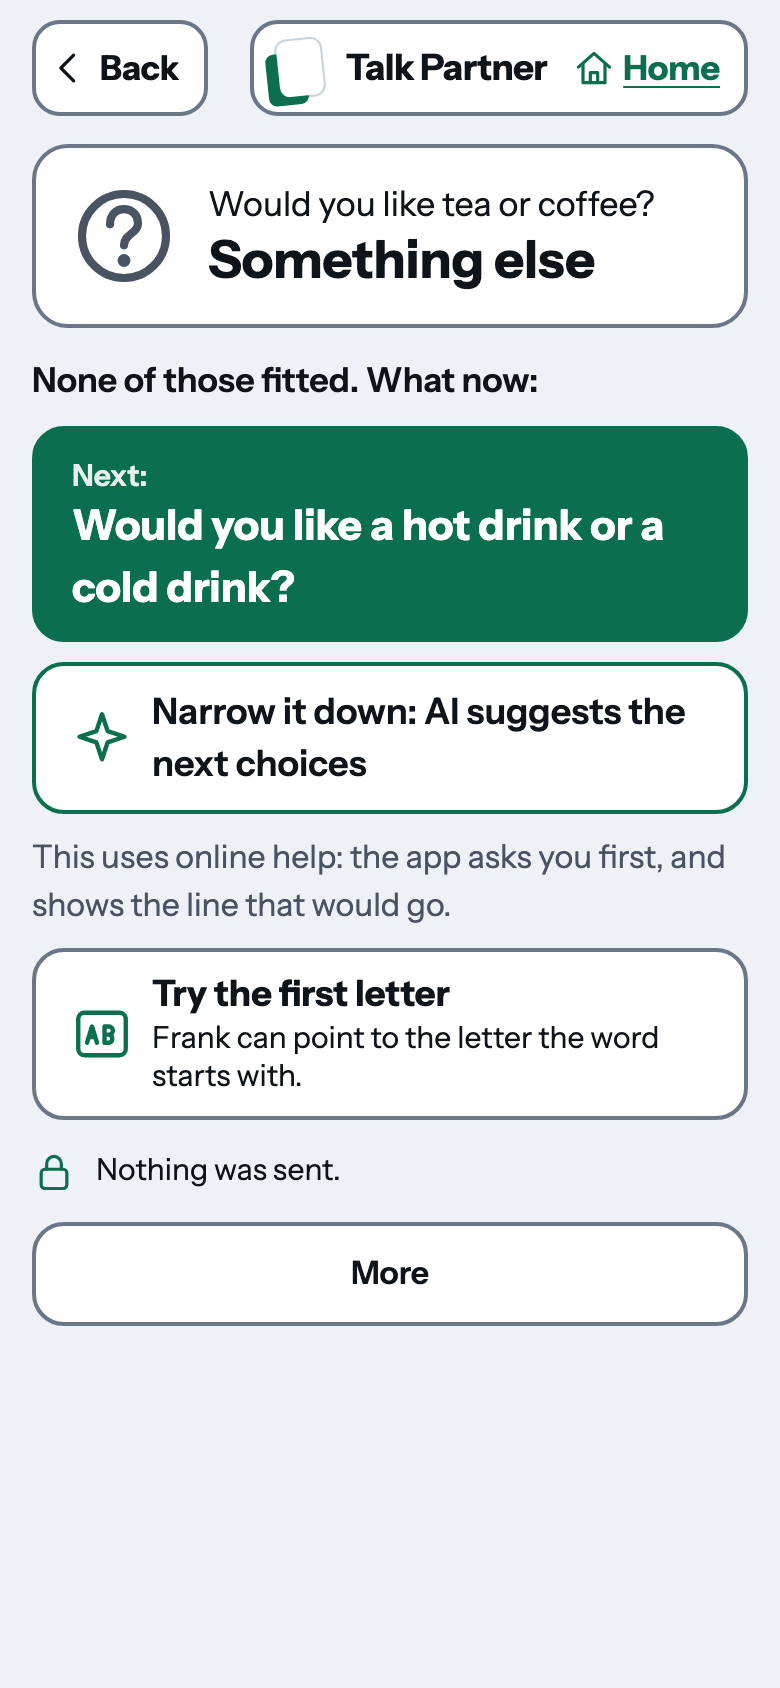 Back
Talk Partner
Home
Would you like tea or coffee?
Something else
None of those fitted. What now:
Next:
Would you like a hot drink or a
cold drink?
Narrow it down: AI suggests the
next choices
This uses online help: the app asks you first, and
shows the line that would go.
AB
Try the first letter
Frank can point to the letter the word
starts with.
Nothing was sent.
More